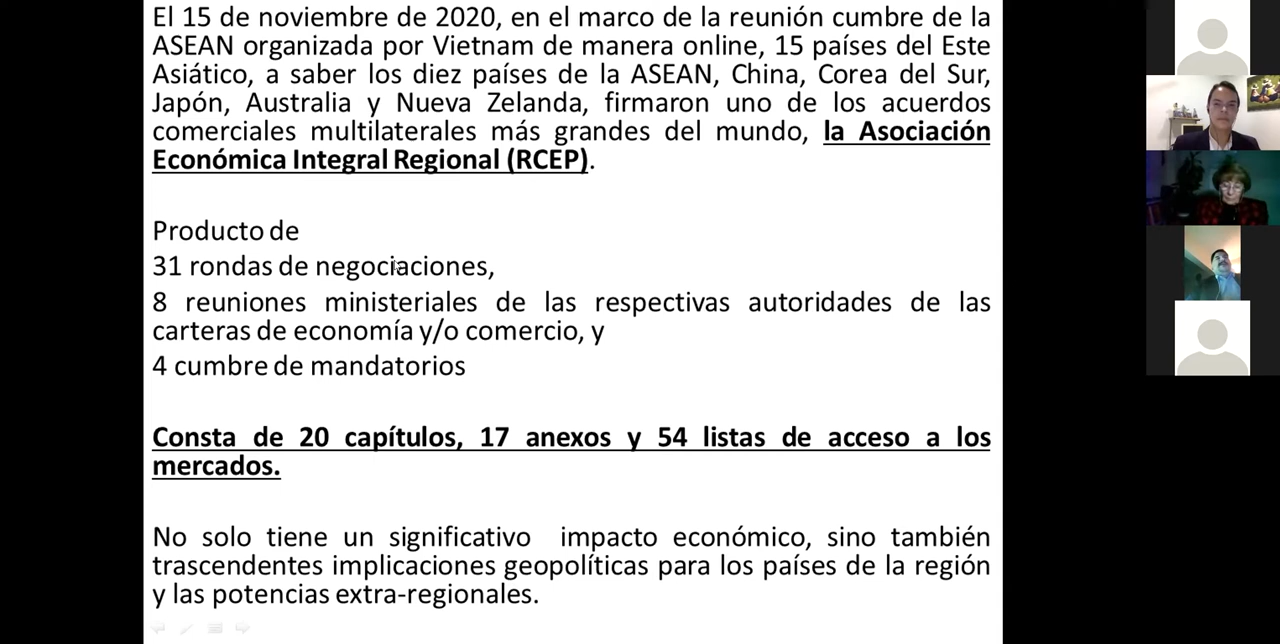 El 15 de noviembre de 2020, en el marco de la reunión cumbre de la
ASEAN organizada por Vietnam de manera online, 15 países del Este
Asiático, a saber los diez países de la ASEAN, China, Corea del Sur,
Japón, Australia y Nueva Zelanda, firmaron uno de los acuerdos
comerciales multilaterales más grandes del mundo, la Asociación
Económica Integral Regional (RCEP).
Producto de
31 rondas de negociaciones,
8 reuniones ministeriales de las respectivas autoridades de las
carteras de economía y/o comercio, y
4 cumbre de mandatorios
Consta de 20 capítulos, 17 anexos y 54 listas de acceso a los
mercados.
No solo tiene un significativo impacto económico, sino también
trascendentes implicaciones geopolíticas para los países de la región
y las potencias extra-regionales.